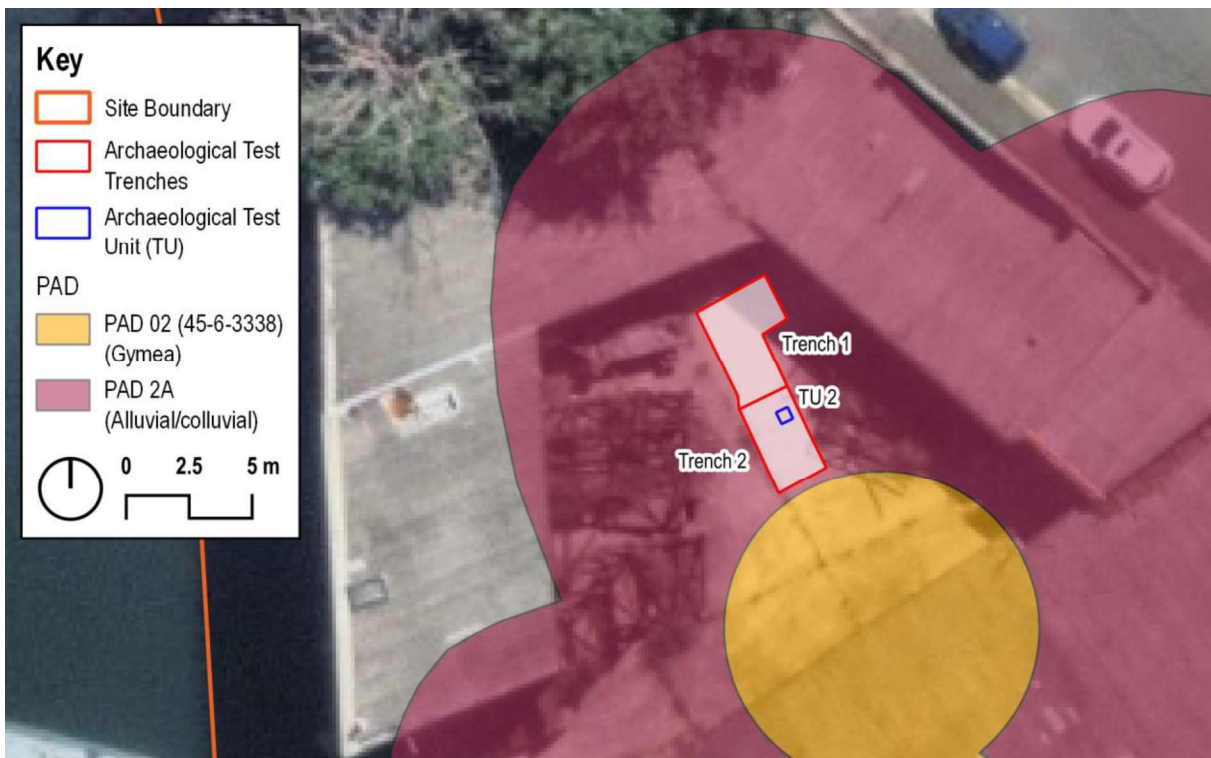 Key
Site Boundary
Archaeological Test
Trenches
Archaeological Test
Unit (TU)
PAD
PAD 02 (45-6-3338)
(Gymea)
PAD 2A
(Alluvial/colluvial)
0 2.5 5 m
Trench 1
TU 2
Trench 2